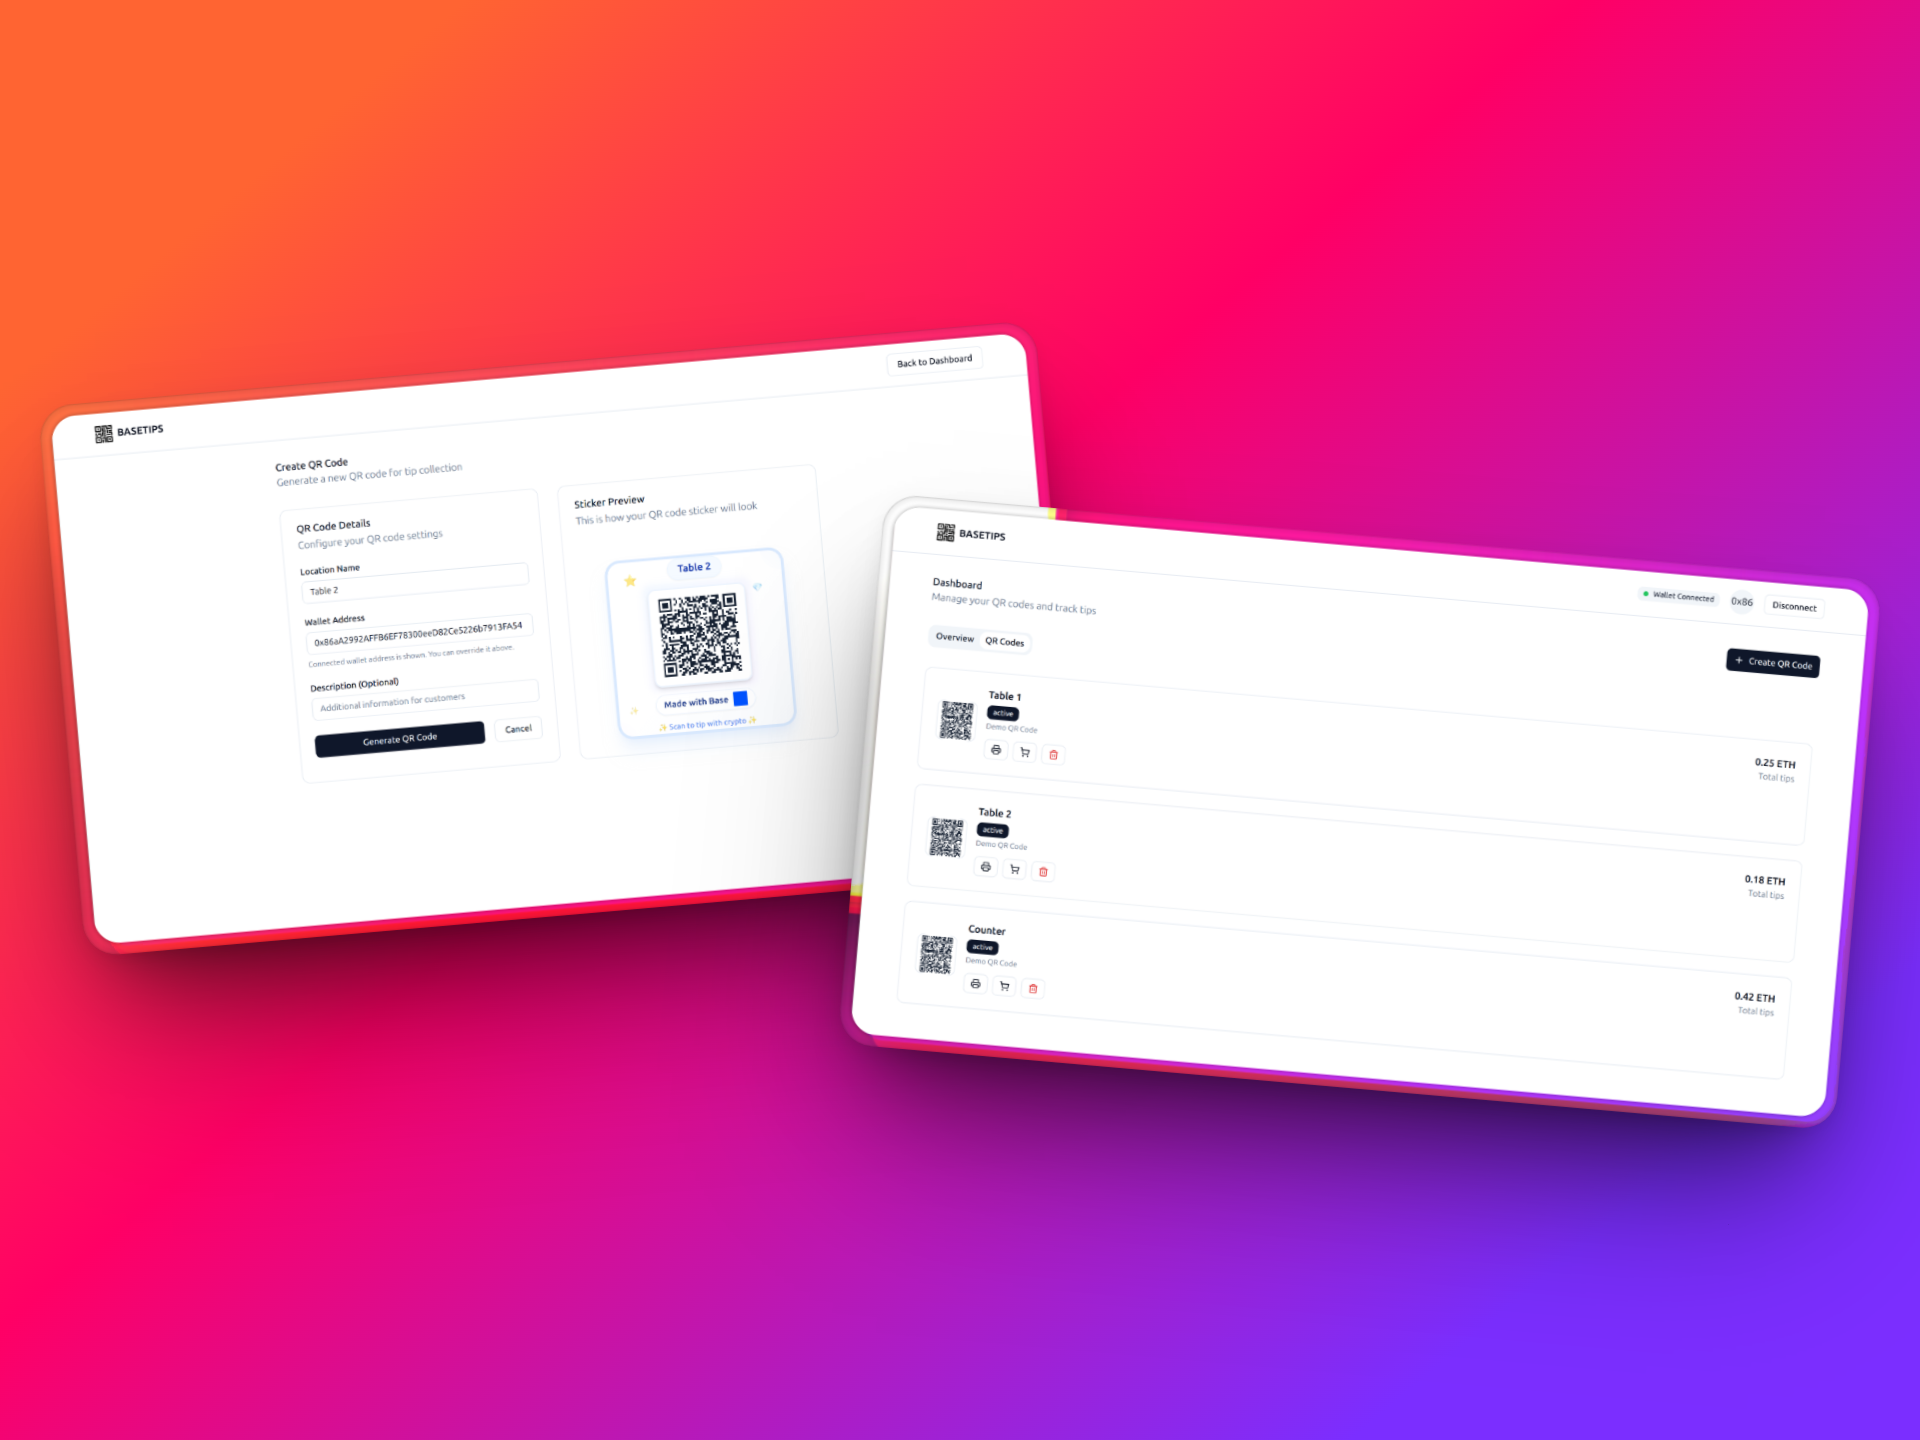 BASETIPS
Back to Dashboard
Create QR Code
Generate a new QR code for tip collection
QR Code Details
Configure your QR code settings
Location Name
Table 2
Wallet Address
0x86aA2992AFFB6EF78300eeD82Ce5226b7913FA54
Connected wallet address is shown. You can override it above.
Description (Optional)
Additional information for customers
Generate QR Code
Cancel
Sticker Preview
This is how your QR code sticker will look
Table 2
Made with Base
✨ Scan to tip with crypto ✨
BASETIPS
Wallet Connected
0x86
Disconnect
Dashboard
Manage your QR codes and track tips
Overview
QR Codes
+ Create QR Code
Table 1
active
Demo QR Code
0.25 ETH
Total tips
Table 2
active
Demo QR Code
0.18 ETH
Total tips
Counter
active
Demo QR Code
0.42 ETH
Total tips